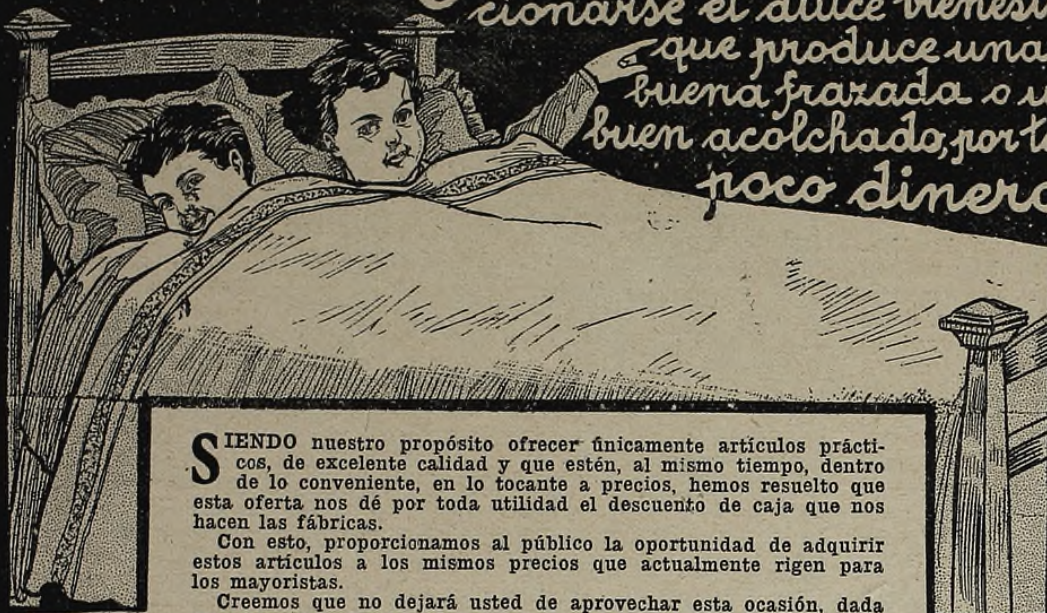 cionarse el dulce
que produce una
buena frazada o
buen acolchado, por
poco dinero
SIENDO nuestro propósito ofrecer únicamente artículos prácti-
cos, de excelente calidad y que estén, al mismo tiempo, dentro
de lo conveniente, en lo tocante a precios, hemos resuelto que
esta oferta nos dé por toda utilidad el descuento de caja que nos
hacen las fábricas.
Con esto, proporcionamos al público la oportunidad de adquirir
estos artículos a los mismos precios que actualmente rigen para
los mayoristas.
Creemos que no dejará usted de aprovechar esta ocasión, dada